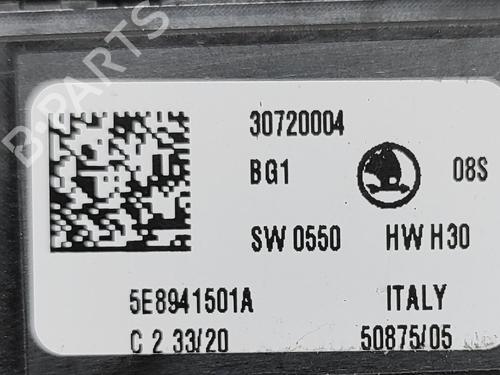 B-PARTS
30720004
BG1 08S
SW 0550 HW H30
5E8941501A ITALY
C 2 33/20 50875/05